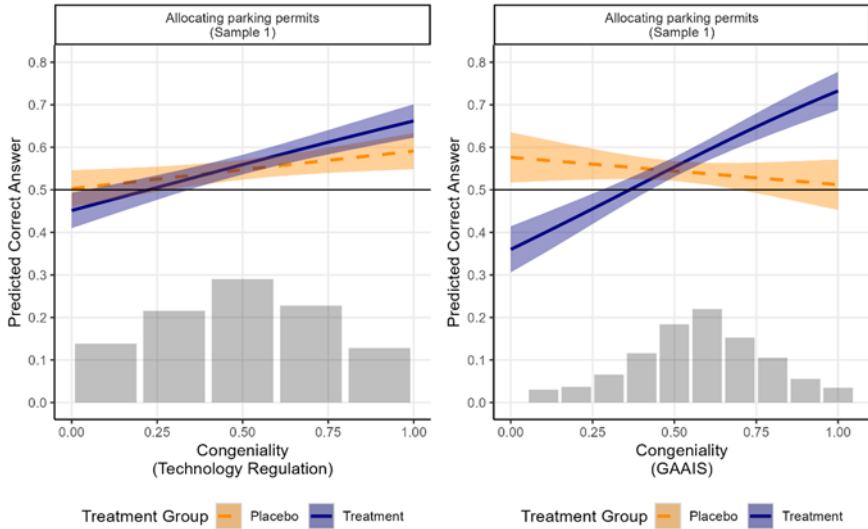 Allocating parking permits
(Sample 1)
Predicted Correct Answer
0.8
0.7
0.6
0.5
0.4
0.3
0.2
0.1
0.0
0.00 0.25 0.50 0.75 1.00
Congeniality
(Technology Regulation)
Treatment Group Placebo Treatment
Allocating parking permits
(Sample 1)
Predicted Correct Answer
0.8
0.7
0.6
0.5
0.4
0.3
0.2
0.1
0.0
0.00 0.25 0.50 0.75 1.00
Congeniality
(GAAIS)
Treatment Group Placebo Treatment